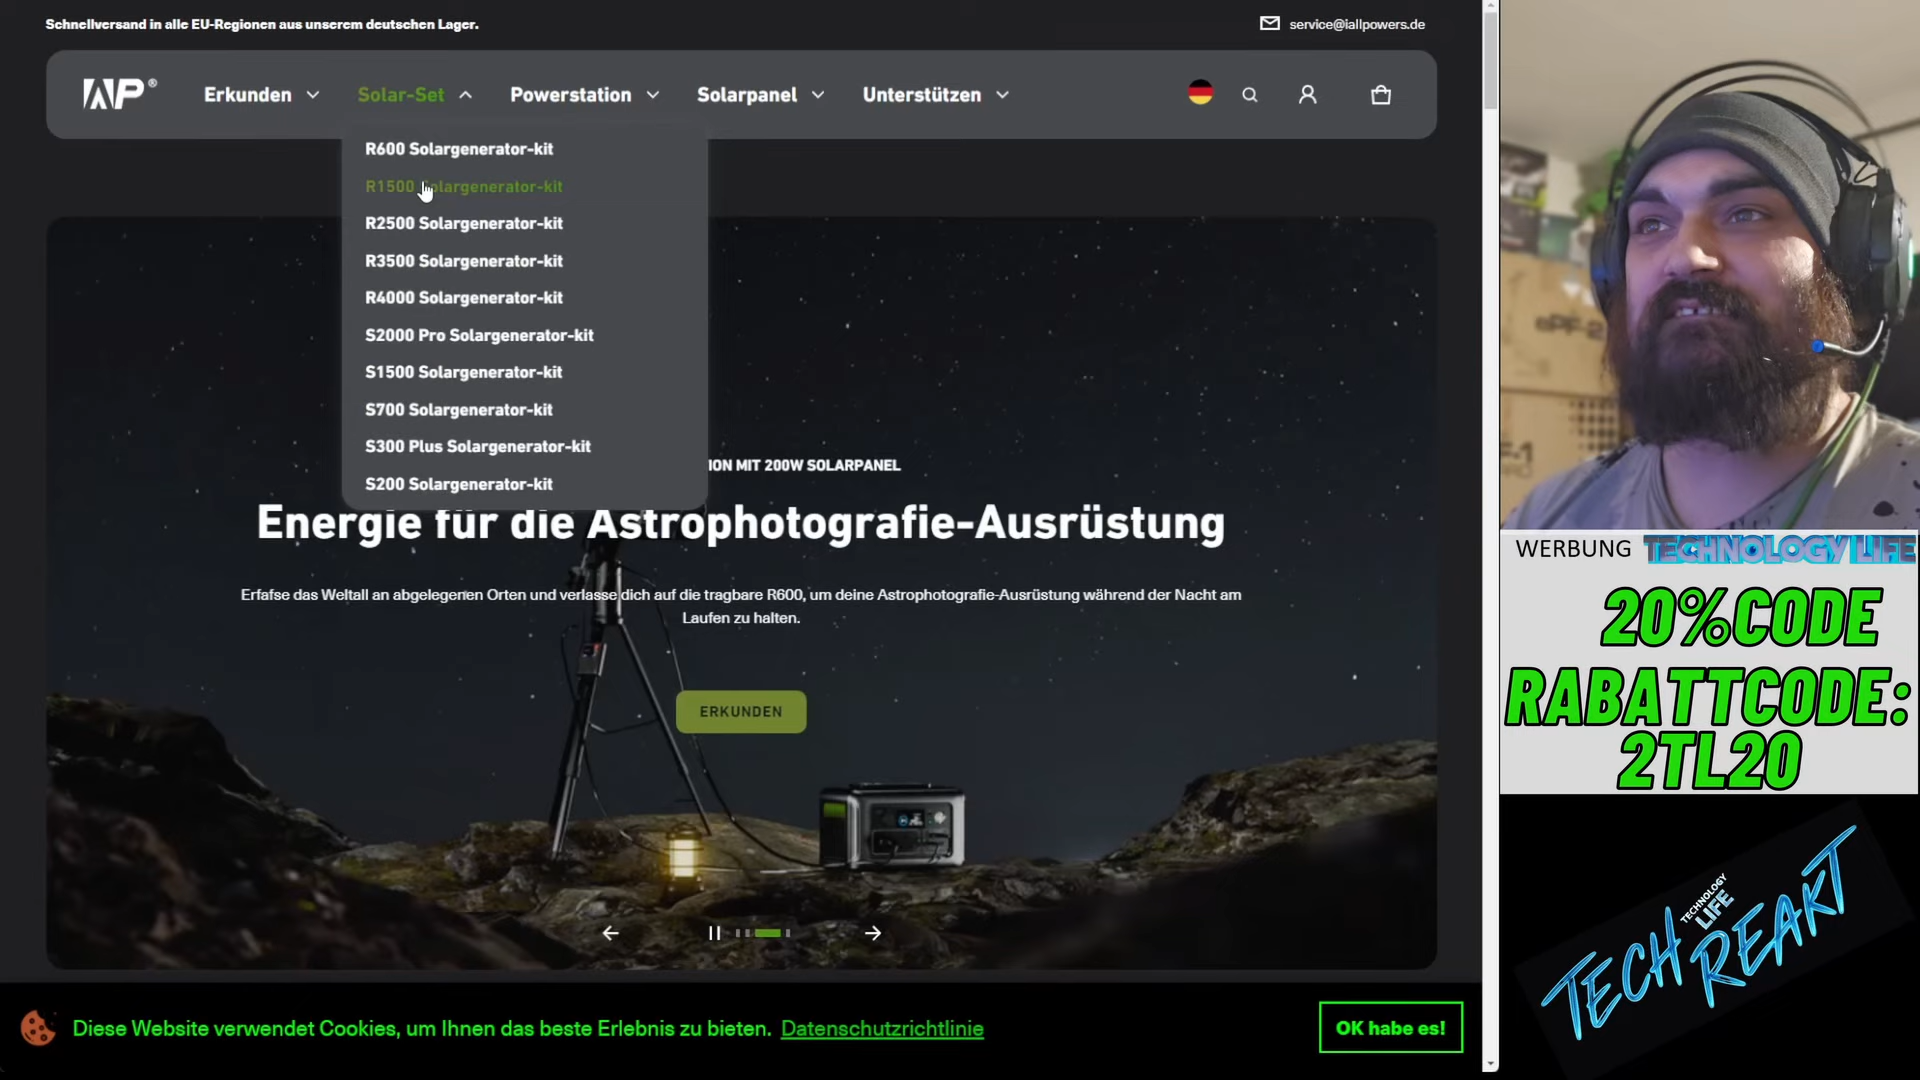 Schnellversand in alle EU-Regionen aus unserem deutschen Lager.
service@iallpowers.de
AP®
Erkunden
Solar-Set
Powerstation
Solarpanel
Unterstützen
R600 Solargenerator-kit
R1500 Solargenerator-kit
R2500 Solargenerator-kit
R3500 Solargenerator-kit
R4000 Solargenerator-kit
S2000 Pro Solargenerator-kit
S1500 Solargenerator-kit
S700 Solargenerator-kit
S300 Plus Solargenerator-kit
S200 Solargenerator-kit
ION MIT 200W SOLARPANEL
Energie für die Astrophotografie-Ausrüstung
Erfafse das Weltall an abgelegenen Orten und verlasse dich auf die tragbare R600, um deine Astrophotografie-Ausrüstung während der Nacht am
Laufen zu halten.
ERKUNDEN
Diese Website verwendet Cookies, um Ihnen das beste Erlebnis zu bieten. Datenschutzrichtlinie
OK habe es!
WERBUNG TECHNOLOGY LIFE
20%CODE
RABATTCODE:
2TL20
TECHNOLOGY
LIFE
TECH
REAKT